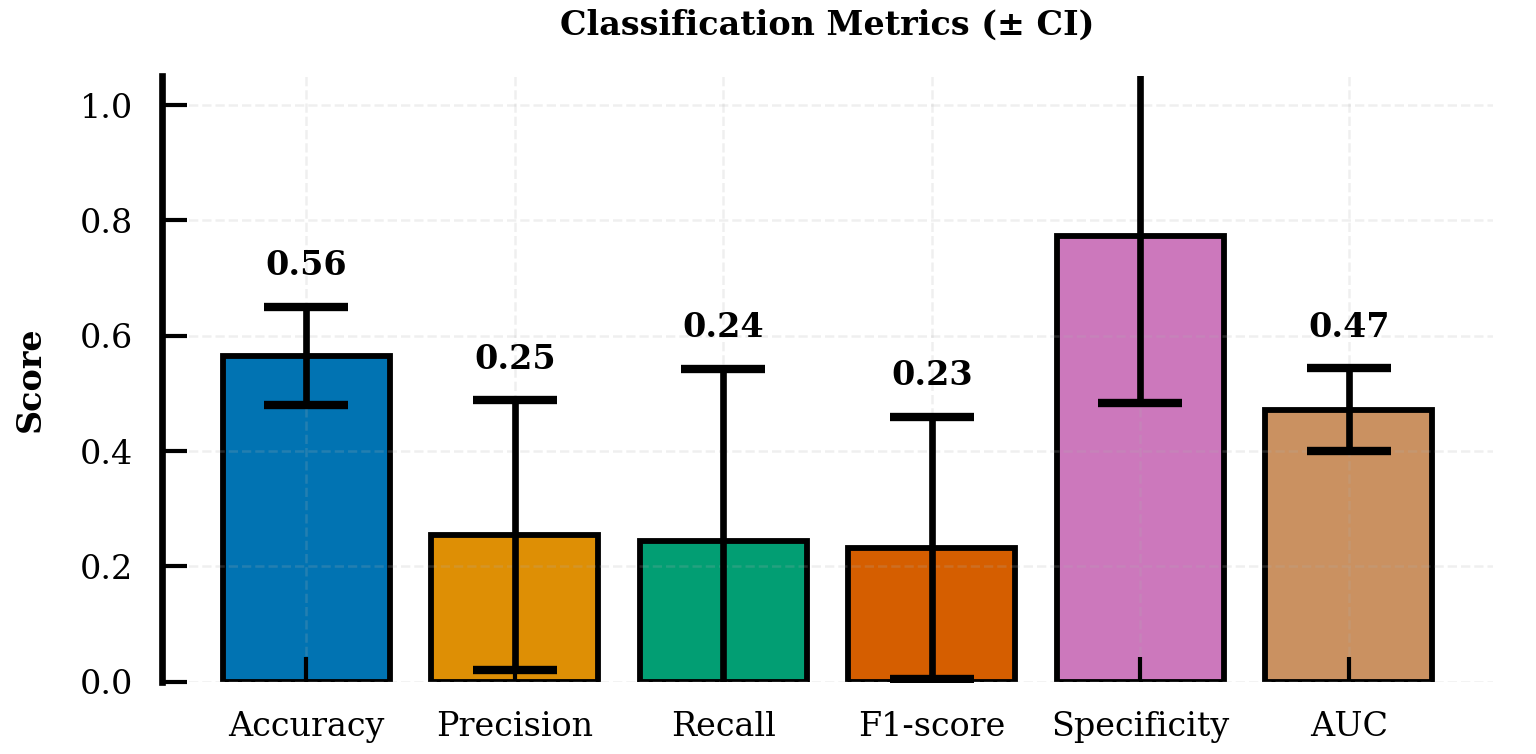 Classification Metrics (± CI)
Score
1.0
0.8
0.6
0.4
0.2
0.0
0.56
0.25
0.24
0.23
0.47
Accuracy
Precision
Recall
F1-score
Specificity
AUC